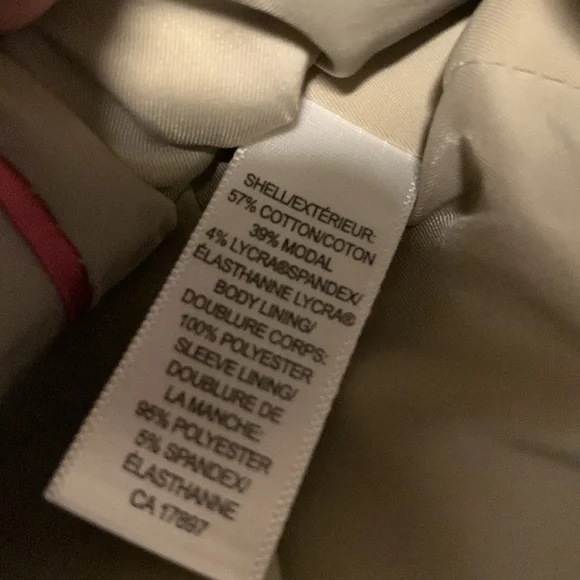 SHELL/EXTÉRIEUR:
57% COTTON/COTON
39% MODAL
4% LYCRA®SPANDEX/
ÉLASTHANNE LYCRA®
BODY LINING/
DOUBLURE CORPS:
100% POLYESTER
SLEEVE LINING/
DOUBLURE DE
LA MANCHE:
95% POLYESTER
5% SPANDEX/
ÉLASTHANNE
CA 17897